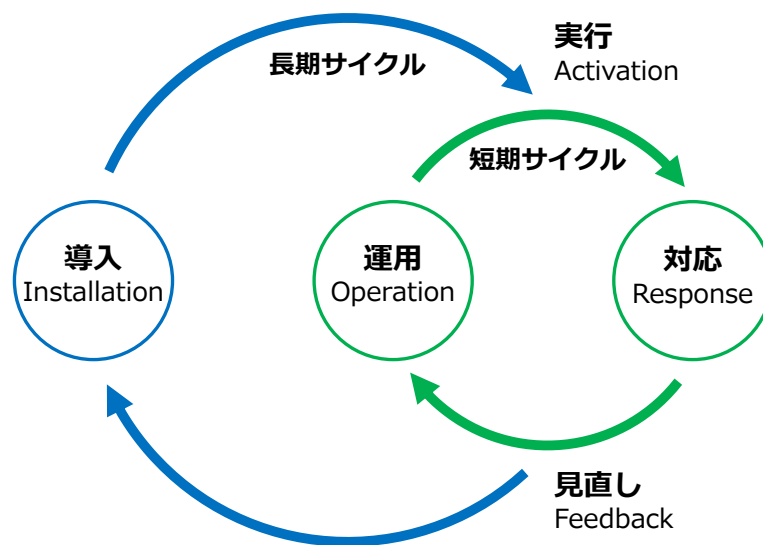 実行
Activation
長期サイクル
短期サイクル
導入
Installation
運用
Operation
対応
Response
見直し
Feedback